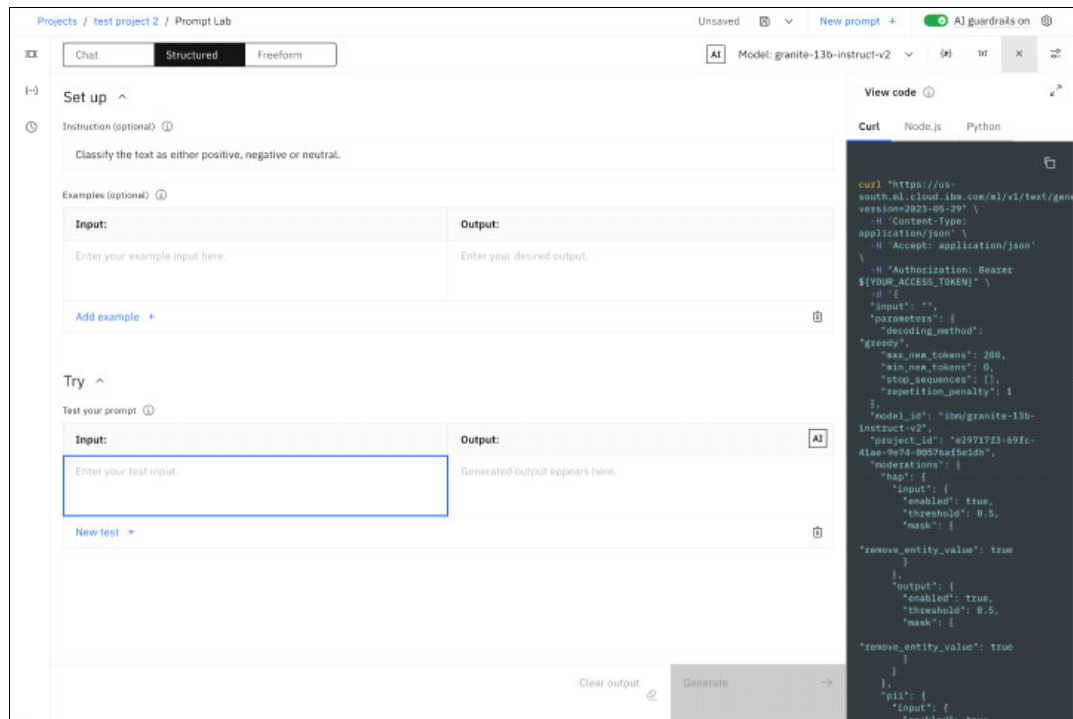 Projects / test project 2 / Prompt Lab
Unsaved
New prompt +
AI guardrails on
Chat
Structured
Freeform
AI
Model: granite-13b-instruct-v2
Set up
Instruction (optional)
Classify the text as either positive, negative or neutral.
Examples (optional)
Input:
Output:
Enter your example input here.
Enter your desired output.
Add example +
Try
Test your prompt
Input:
Output:
AI
Enter your test input.
Generated output appears here.
New test +
Clear output
Generate
View code
Curl
Node.js
Python
curl "https://us-
south.ml.cloud.ibm.com/ml/v1/text/gene
version=2023-05-29" \
-H 'Content-Type:
application/json' \
-H 'Accept: application/json'
\
-H "Authorization: Bearer
${YOUR_ACCESS_TOKEN}" \
-d '{
"input": "",
"parameters": {
"decoding_method":
"greedy",
"max_new_tokens": 200,
"min_new_tokens": 0,
"stop_sequences": [],
"repetition_penalty": 1
},
"model_id": "ibm/granite-13b-
instruct-v2",
"project_id": "e29717f3-69fc-
41ae-9e74-00576af5e1db",
"moderations": {
"hap": {
"input": {
"enabled": true,
"threshold": 0.5,
"mask": {
"remove_entity_value": true
}
},
"output": {
"enabled": true,
"threshold": 0.5,
"mask": {
"remove_entity_value": true
}
}
},
"pii": {
"input": {